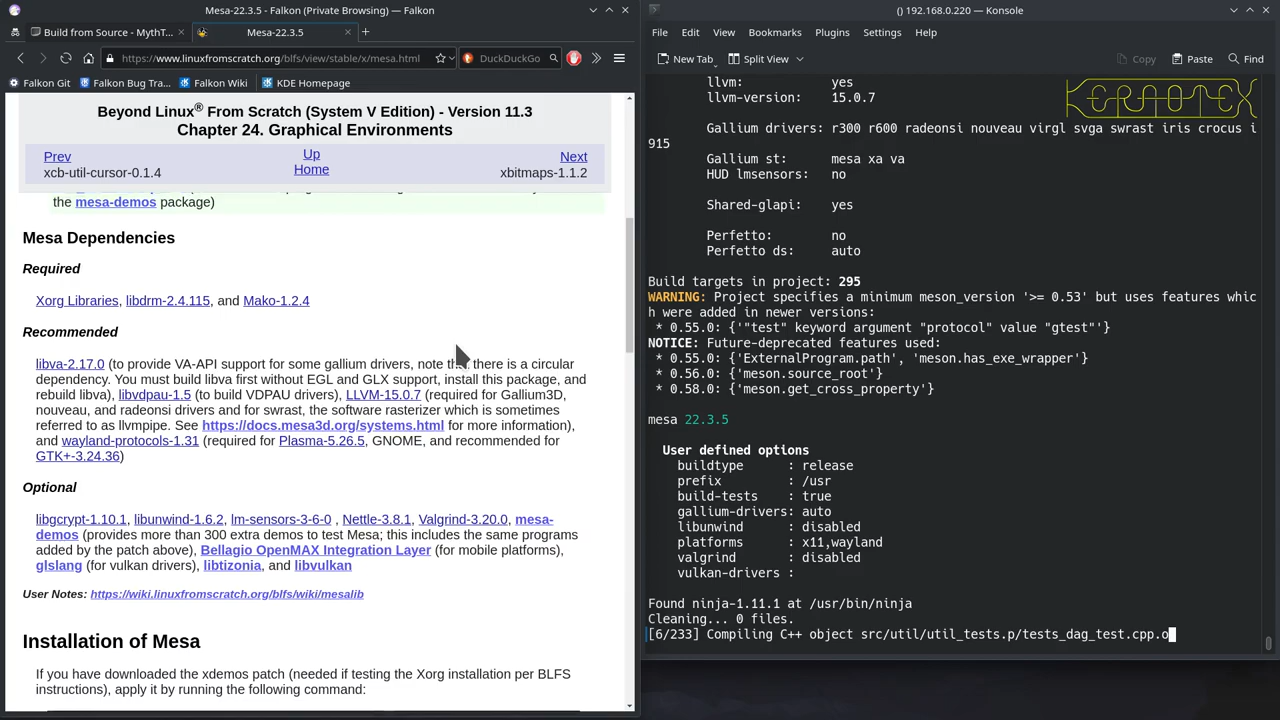 Mesa-22.3.5 - Falkon (Private Browsing) — Falkon
Build from Source - MythT...
Mesa-22.3.5
https://www.linuxfromscratch.org/blfs/view/stable/x/mesa.html
DuckDuckGo
Falkon Git
Falkon Bug Tra...
Falkon Wiki
KDE Homepage
Beyond Linux® From Scratch (System V Edition) - Version 11.3
Chapter 24. Graphical Environments
Prev
Up
Next
xcb-util-cursor-0.1.4
Home
xbitmaps-1.1.2
the mesa-demos package)
Mesa Dependencies
Required
Xorg Libraries, libdrm-2.4.115, and Mako-1.2.4
Recommended
libva-2.17.0 (to provide VA-API support for some gallium drivers, note there is a circular
dependency. You must build libva first without EGL and GLX support, install this package, and
rebuild libva), libvdpau-1.5 (to build VDPAU drivers), LLVM-15.0.7 (required for Gallium3D,
nouveau, and radeonsi drivers and for swrast, the software rasterizer which is sometimes
referred to as llvmpipe. See https://docs.mesa3d.org/systems.html for more information),
and wayland-protocols-1.31 (required for Plasma-5.26.5, GNOME, and recommended for
GTK+-3.24.36)
Optional
libgcrypt-1.10.1, libunwind-1.6.2, lm-sensors-3-6-0 , Nettle-3.8.1, Valgrind-3.20.0, mesa-
demos (provides more than 300 extra demos to test Mesa; this includes the same programs
added by the patch above), Bellagio OpenMAX Integration Layer (for mobile platforms),
glslang (for vulkan drivers), libtizonia, and libvulkan
User Notes: https://wiki.linuxfromscratch.org/blfs/wiki/mesalib
Installation of Mesa
If you have downloaded the xdemos patch (needed if testing the Xorg installation per BLFS
instructions), apply it by running the following command:
() 192.168.0.220 — Konsole
File Edit View Bookmarks Plugins Settings Help
New Tab
Split View
Copy
Paste
Find
KERNOTEX
llvm: yes
llvm-version: 15.0.7
Gallium drivers: r300 r600 radeonsi nouveau virgl svga swrast iris crocus i
915
Gallium st: mesa xa va
HUD lmsensors: no
Shared-glapi: yes
Perfetto: no
Perfetto ds: auto
Build targets in project: 295
WARNING: Project specifies a minimum meson_version '>= 0.53' but uses features whic
h were added in newer versions:
* 0.55.0: {'"test" keyword argument "protocol" value "gtest"'}
NOTICE: Future-deprecated features used:
* 0.55.0: {'ExternalProgram.path', 'meson.has_exe_wrapper'}
* 0.56.0: {'meson.source_root'}
* 0.58.0: {'meson.get_cross_property'}
mesa 22.3.5
User defined options
buildtype : release
prefix : /usr
build-tests : true
gallium-drivers: auto
libunwind : disabled
platforms : x11,wayland
valgrind : disabled
vulkan-drivers :
Found ninja-1.11.1 at /usr/bin/ninja
Cleaning... 0 files.
[6/233] Compiling C++ object src/util/util_tests.p/tests_dag_test.cpp.o